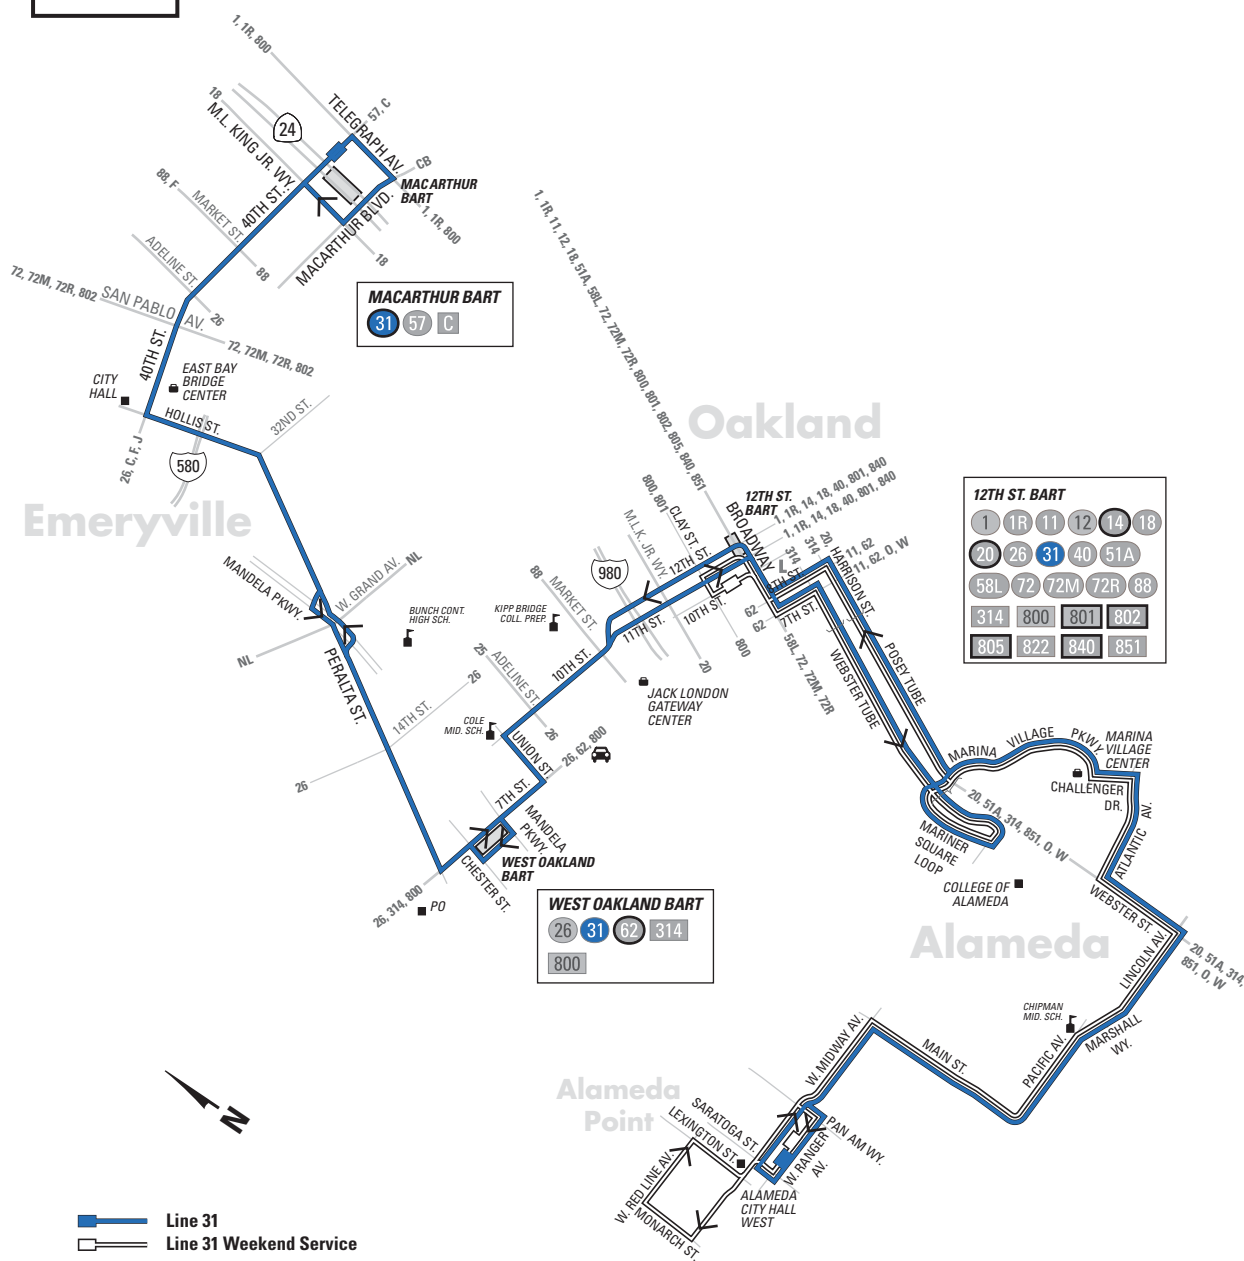 1, 1R, 800
57, C
TELEGRAPH AV.
24
18
M.L. KING JR. WY.
CB
MAC ARTHUR
BART
88, F
MARKET ST.
40TH ST.
MACARTHUR BLVD.
1, 1R, 800
18
88
ADELINE ST.
26
72, 72M, 72R, 802
SAN PABLO AV.
72, 72M, 72R, 802
40TH ST.
MACARTHUR BART
31 57 C
CITY
HALL
EAST BAY
BRIDGE
CENTER
HOLLIS ST.
32ND ST.
26, C, F, J
580
Emeryville
Oakland
1, 1R, 11, 12, 18, 51A, 58L, 72, 72M, 72R, 800, 801, 802, 805, 840, 851
12TH ST.
BART
BROADWAY
1, 1R, 14, 18, 40, 801, 840
1, 1R, 14, 18, 40, 801, 840
800, 801
CLAY ST.
M.L.K. JR. WY.
12TH ST.
980
88
MARKET ST.
11TH ST.
10TH ST.
314
314
20,
HARRISON ST.
11, 62
11, 62, O, W
L
8TH ST.
7TH ST.
62
62
800
20
58L, 72, 72M, 72R
WEBSTER TUBE
POSEY TUBE
12TH ST. BART
1 1R 11 12 14 18
20 26 31 40 51A
58L 72 72M 72R 88
314 800 801 802
805 822 840 851
MANDELA PKWY.
W. GRAND AV.
NL
NL
BUNCH CONT.
HIGH SCH.
KIPP BRIDGE
COLL. PREP.
PERALTA ST.
14TH ST.
26
26
25
ADELINE ST.
26
10TH ST.
JACK LONDON
GATEWAY
CENTER
COLE
MID. SCH.
UNION ST.
26, 62, 800
7TH ST.
MANDELA
PKWY.
CHESTER ST.
WEST OAKLAND
BART
26, 314, 800
PO
WEST OAKLAND BART
26 31 62 314
800
MARINA VILLAGE PKWY.
MARINA
VILLAGE
CENTER
CHALLENGER
DR.
ATLANTIC AV.
20, 51A, 314, 851, O, W
MARINER
SQUARE
LOOP
COLLEGE OF
ALAMEDA
WEBSTER ST.
Alameda
LINCOLN AV.
20, 51A, 314,
851, O, W
CHIPMAN
MID. SCH.
PACIFIC AV.
MARSHALL
WY.
MAIN ST.
W. MIDWAY AV.
Alameda
Point
SARATOGA ST.
LEXINGTON ST.
PAN AM WY.
W. RANGER
AV.
W. RED LINE AV.
MONARCH ST.
ALAMEDA
CITY HALL
WEST
N
Line 31
Line 31 Weekend Service